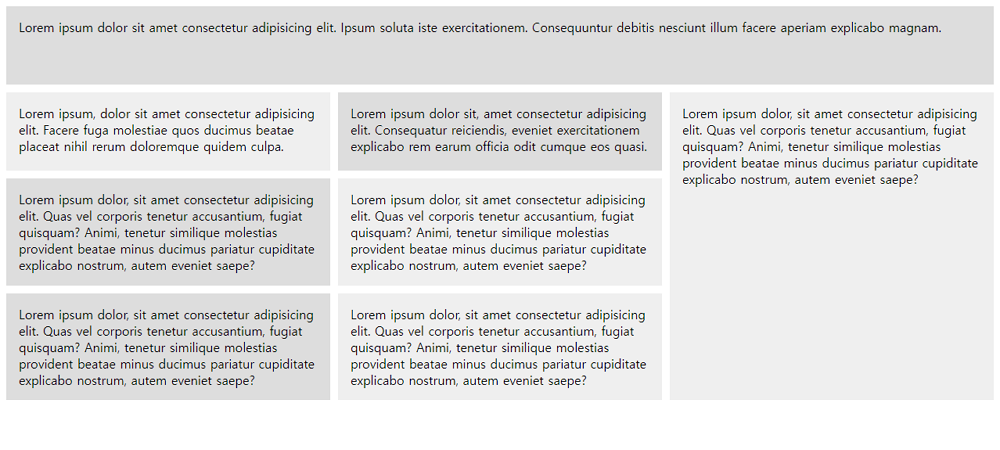 Lorem ipsum dolor sit amet consectetur adipisicing elit. Ipsum soluta iste exercitationem. Consequuntur debitis nesciunt illum facere aperiam explicabo magnam.
Lorem ipsum, dolor sit amet consectetur adipisicing
elit. Facere fuga molestiae quos ducimus beatae
placeat nihil rerum doloremque quidem culpa.
Lorem ipsum dolor sit, amet consectetur adipisicing
elit. Consequatur reiciendis, eveniet exercitationem
explicabo rem earum officia odit cumque eos quasi.
Lorem ipsum dolor, sit amet consectetur adipisicing
elit. Quas vel corporis tenetur accusantium, fugiat
quisquam? Animi, tenetur similique molestias
provident beatae minus ducimus pariatur cupiditate
explicabo nostrum, autem eveniet saepe?
Lorem ipsum dolor, sit amet consectetur adipisicing
elit. Quas vel corporis tenetur accusantium, fugiat
quisquam? Animi, tenetur similique molestias
provident beatae minus ducimus pariatur cupiditate
explicabo nostrum, autem eveniet saepe?
Lorem ipsum dolor, sit amet consectetur adipisicing
elit. Quas vel corporis tenetur accusantium, fugiat
quisquam? Animi, tenetur similique molestias
provident beatae minus ducimus pariatur cupiditate
explicabo nostrum, autem eveniet saepe?
Lorem ipsum dolor, sit amet consectetur adipisicing
elit. Quas vel corporis tenetur accusantium, fugiat
quisquam? Animi, tenetur similique molestias
provident beatae minus ducimus pariatur cupiditate
explicabo nostrum, autem eveniet saepe?
Lorem ipsum dolor, sit amet consectetur adipisicing
elit. Quas vel corporis tenetur accusantium, fugiat
quisquam? Animi, tenetur similique molestias
provident beatae minus ducimus pariatur cupiditate
explicabo nostrum, autem eveniet saepe?